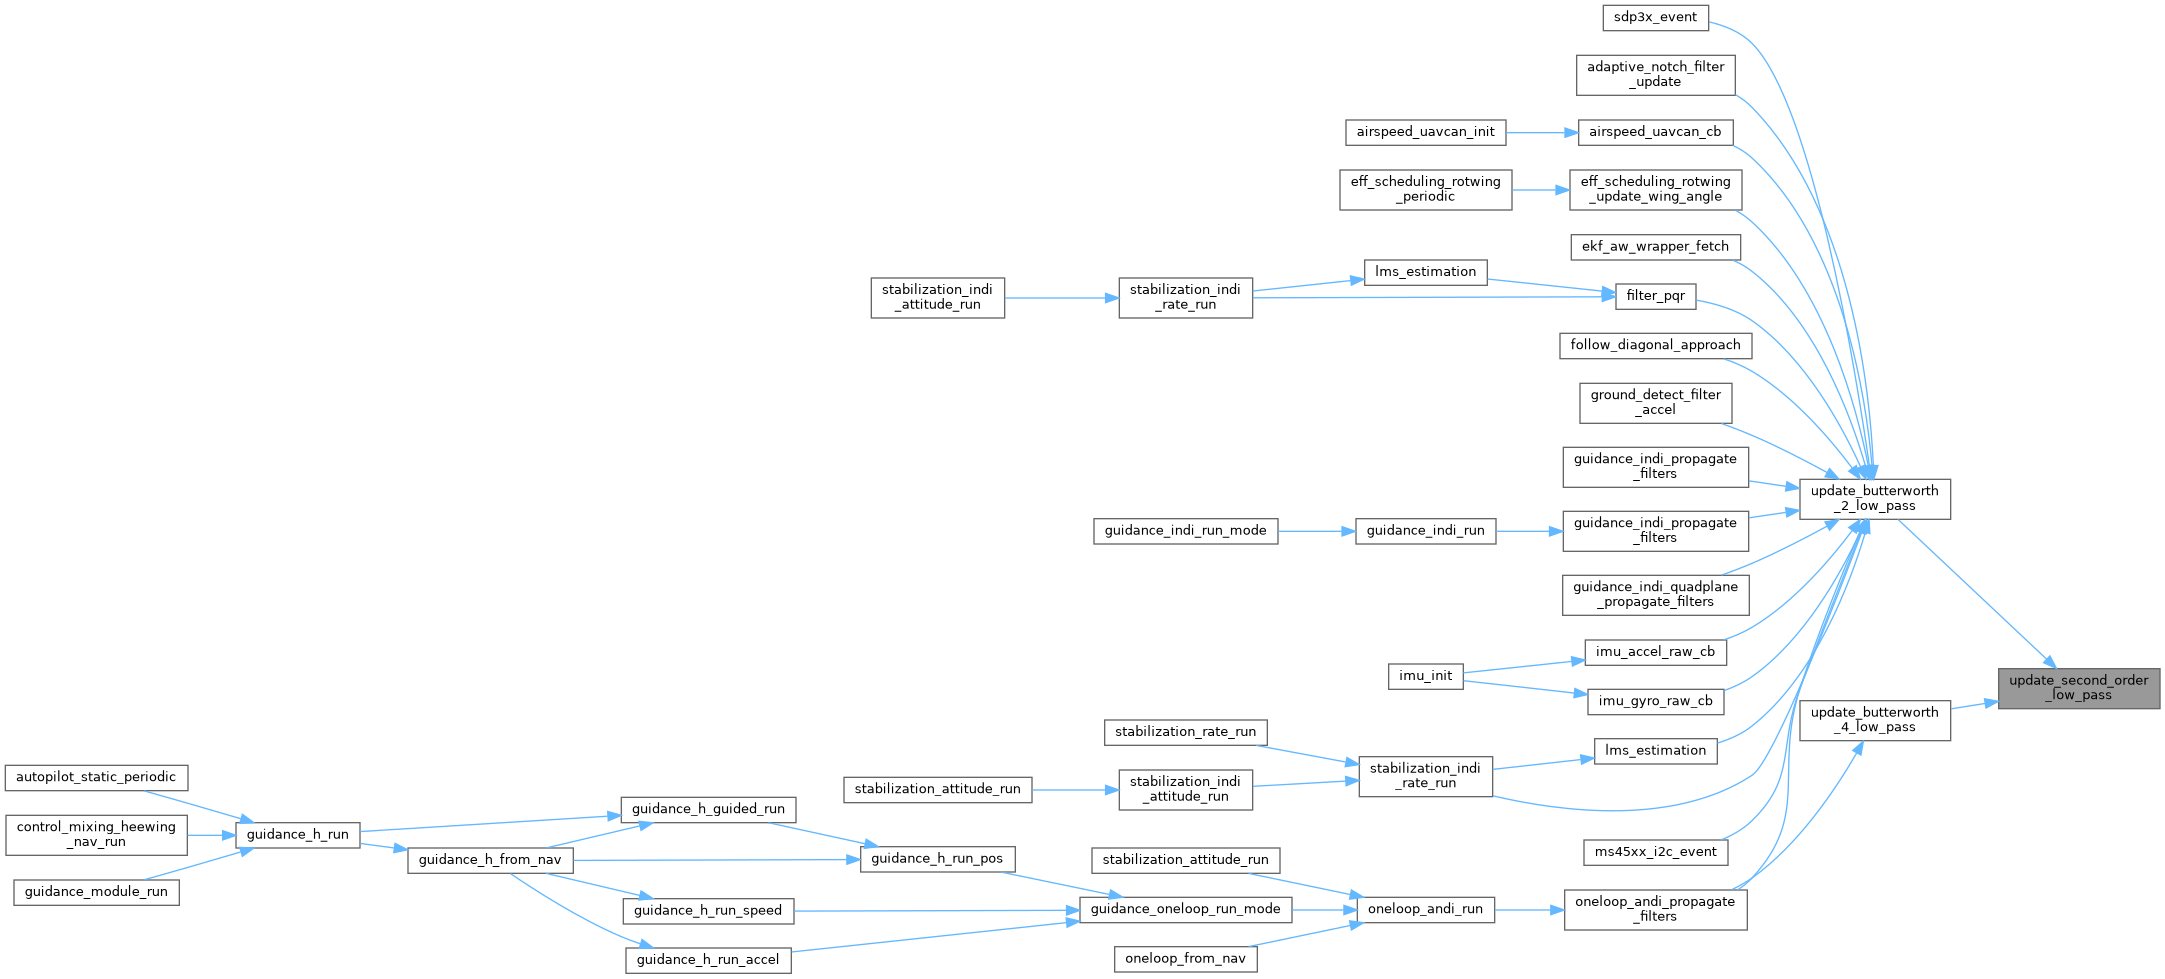 sdp3x_event
adaptive_notch_filter
_update
airspeed_uavcan_init
airspeed_uavcan_cb
eff_scheduling_rotwing
_periodic
eff_scheduling_rotwing
_update_wing_angle
ekf_aw_wrapper_fetch
stabilization_indi
_attitude_run
stabilization_indi
_rate_run
lms_estimation
filter_pqr
follow_diagonal_approach
ground_detect_filter
_accel
guidance_indi_propagate
_filters
update_butterworth
_2_low_pass
guidance_indi_run_mode
guidance_indi_run
guidance_indi_propagate
_filters
guidance_indi_quadplane
_propagate_filters
imu_init
imu_accel_raw_cb
imu_gyro_raw_cb
update_second_order
_low_pass
update_butterworth
_4_low_pass
stabilization_rate_run
lms_estimation
stabilization_attitude_run
stabilization_indi
_attitude_run
stabilization_indi
_rate_run
autopilot_static_periodic
control_mixing_heewing
_nav_run
guidance_module_run
guidance_h_run
guidance_h_guided_run
guidance_h_from_nav
guidance_h_run_pos
guidance_h_run_speed
guidance_h_run_accel
stabilization_attitude_run
guidance_oneloop_run_mode
oneloop_from_nav
oneloop_andi_run
ms45xx_i2c_event
oneloop_andi_propagate
_filters